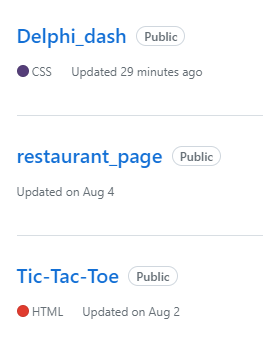 Delphi_dash Public
CSS Updated 29 minutes ago
restaurant_page Public
Updated on Aug 4
Tic-Tac-Toe Public
HTML Updated on Aug 2